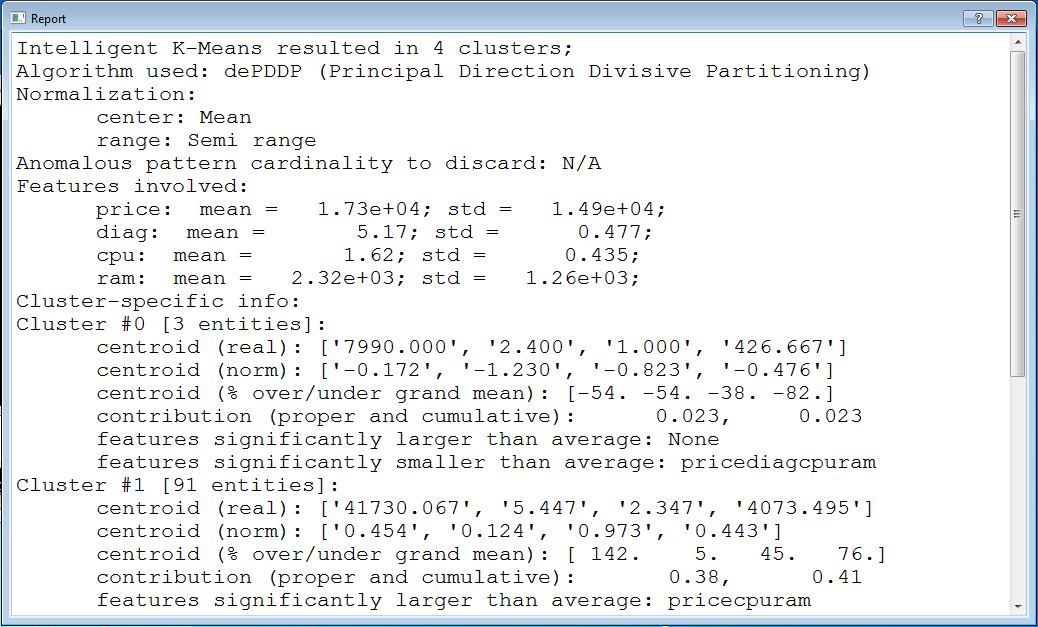 Report
Intelligent K-Means resulted in 4 clusters;
Algorithm used: dePDDP (Principal Direction Divisive Partitioning)
Normalization:
center: Mean
range: Semi range
Anomalous pattern cardinality to discard: N/A
Features involved:
price: mean = 1.73e+04; std = 1.49e+04;
diag: mean = 5.17; std = 0.477;
cpu: mean = 1.62; std = 0.435;
ram: mean = 2.32e+03; std = 1.26e+03;
Cluster-specific info:
Cluster #0 [3 entities]:
centroid (real): ['7990.000', '2.400', '1.000', '426.667']
centroid (norm): ['-0.172', '-1.230', '-0.823', '-0.476']
centroid (% over/under grand mean): [-54. -54. -38. -82.]
contribution (proper and cumulative): 0.023, 0.023
features significantly larger than average: None
features significantly smaller than average: pricediagcpuram
Cluster #1 [91 entities]:
centroid (real): ['41730.067', '5.447', '2.347', '4073.495']
centroid (norm): ['0.454', '0.124', '0.973', '0.443']
centroid (% over/under grand mean): [ 142. 5. 45. 76.]
contribution (proper and cumulative): 0.38, 0.41
features significantly larger than average: pricecpuram